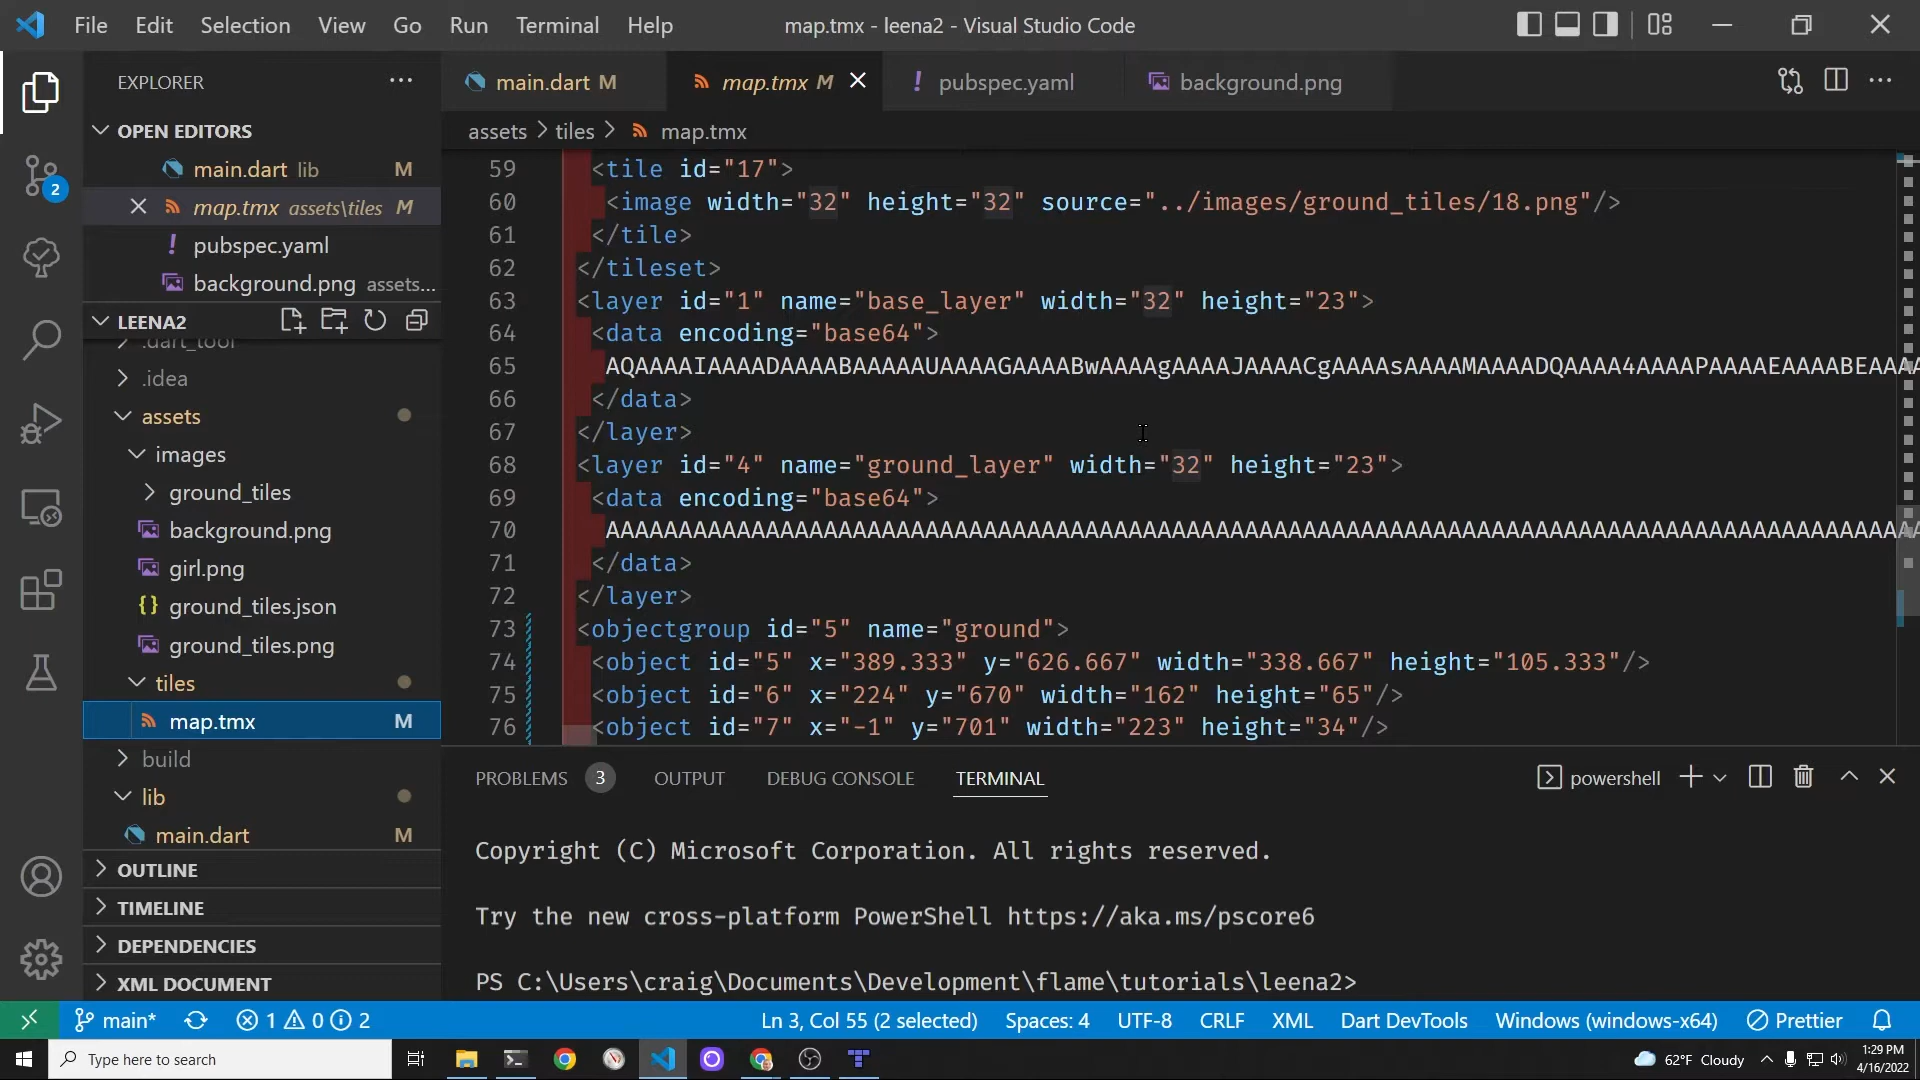 File Edit Selection View Go Run Terminal Help
map.tmx - leena2 - Visual Studio Code
EXPLORER
OPEN EDITORS
main.dart lib M
map.tmx assets\tiles M
pubspec.yaml
background.png assets...
LEENA2
.dart_tool
.idea
assets
images
ground_tiles
background.png
girl.png
ground_tiles.json
ground_tiles.png
tiles
map.tmx M
build
lib
main.dart M
OUTLINE
TIMELINE
DEPENDENCIES
XML DOCUMENT
2
main.dart M map.tmx M pubspec.yaml background.png
assets > tiles > map.tmx
59 <tile id="17">
60 <image width="32" height="32" source="../images/ground_tiles/18.png"/>
61 </tile>
62 </tileset>
63 <layer id="1" name="base_layer" width="32" height="23">
64 <data encoding="base64">
65 AQAAAAIAAAADAAAABAAAAAUAAAAGAAAABwAAAAgAAAAJAAAACgAAAAsAAAAMAAAADQAAAA4AAAAPAAAAEAAAABEAAA
66 </data>
67 </layer>
68 <layer id="4" name="ground_layer" width="32" height="23">
69 <data encoding="base64">
70
71 </data>
72 </layer>
73 <objectgroup id="5" name="ground">
74 <object id="5" x="389.333" y="626.667" width="338.667" height="105.333"/>
75 <object id="6" x="224" y="670" width="162" height="65"/>
76 <object id="7" x="-1" y="701" width="223" height="34"/>
PROBLEMS 3 OUTPUT DEBUG CONSOLE TERMINAL powershell
Copyright (C) Microsoft Corporation. All rights reserved.
Try the new cross-platform PowerShell https://aka.ms/pscore6
PS C:\Users\craig\Documents\Development\flame\tutorials\leena2>
main* 1 0 2 Ln 3, Col 55 (2 selected) Spaces: 4 UTF-8 CRLF XML Dart DevTools Windows (windows-x64) Prettier
Type here to search
62°F Cloudy
1:29 PM
4/16/2022